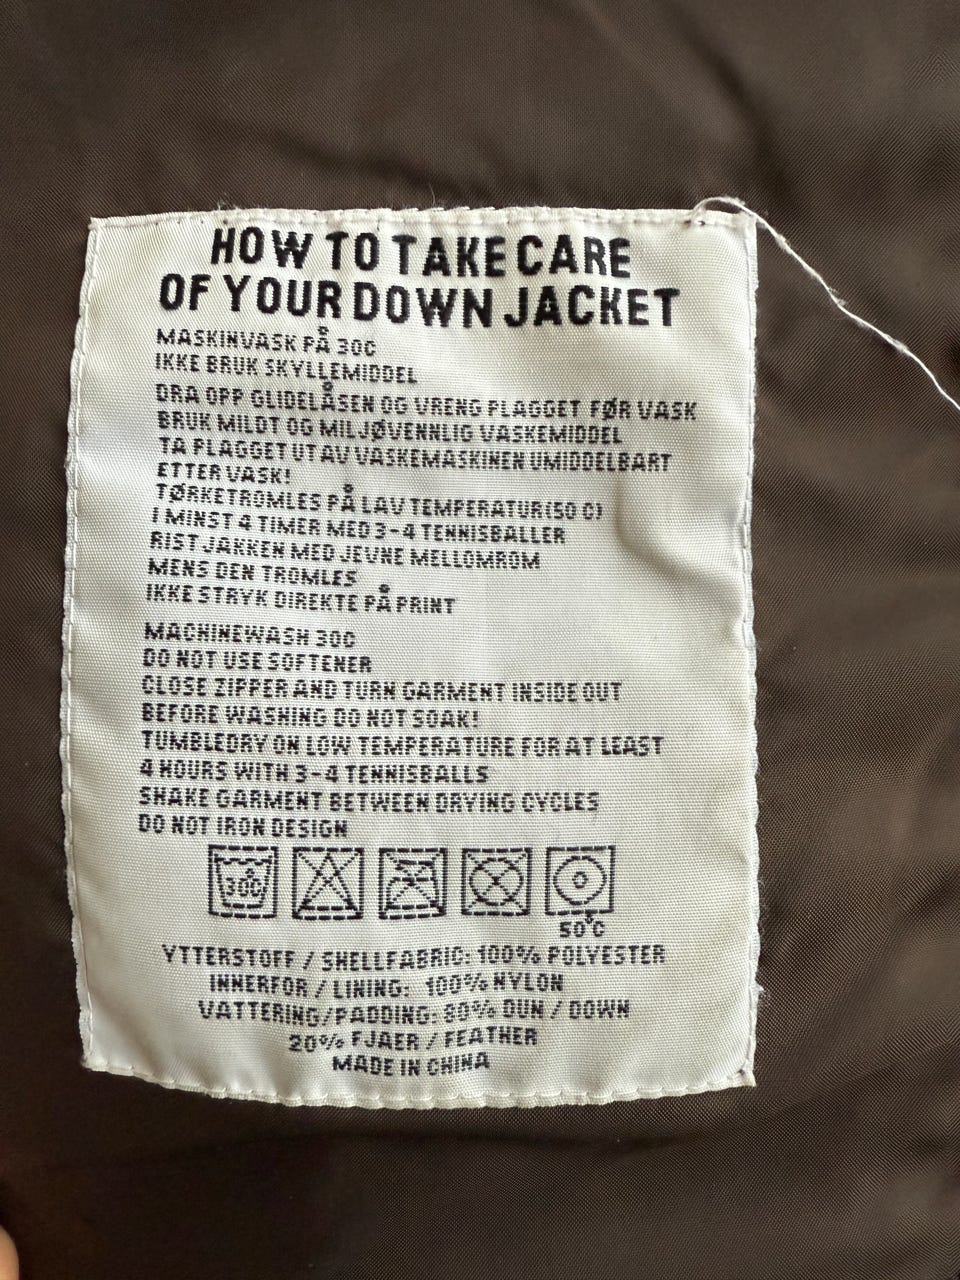 HOW TO TAKE CARE
OF YOUR DOWN JACKET
MASKINVASK PÅ 30C
IKKE BRUK SKYLLEMIDDEL
DRA OPP GLIDELÅSEN OG VRENG PLAGGET FØR VASK
BRUK MILDT OG MILJØVENNLIG VASKEMIDDEL
TA PLAGGET UT AV VASKEMASKINEN UMIDDELBART
ETTER VASK!
TØRKETROMLES PÅ LAV TEMPERATUR(50 C)
I MINST 4 TIMER MED 3-4 TENNISBALLER
RIST JAKKEN MED JEVNE MELLOMROM
MENS DEN TROMLES
IKKE STRYK DIREKTE PÅ PRINT
MACHINEWASH 30C
DO NOT USE SOFTENER
CLOSE ZIPPER AND TURN GARMENT INSIDE OUT
BEFORE WASHING DO NOT SOAK!
TUMBLEDRY ON LOW TEMPERATURE FOR AT LEAST
4 HOURS WITH 3-4 TENNISBALLS
SHAKE GARMENT BETWEEN DRYING CYCLES
DO NOT IRON DESIGN
30°C
50°C
YTTERSTOFF / SHELLFABRIC: 100% POLYESTER
INNERFOR / LINING: 100% NYLON
VATTERING/PADDING: 80% DUN / DOWN
20% FJAER / FEATHER
MADE IN CHINA